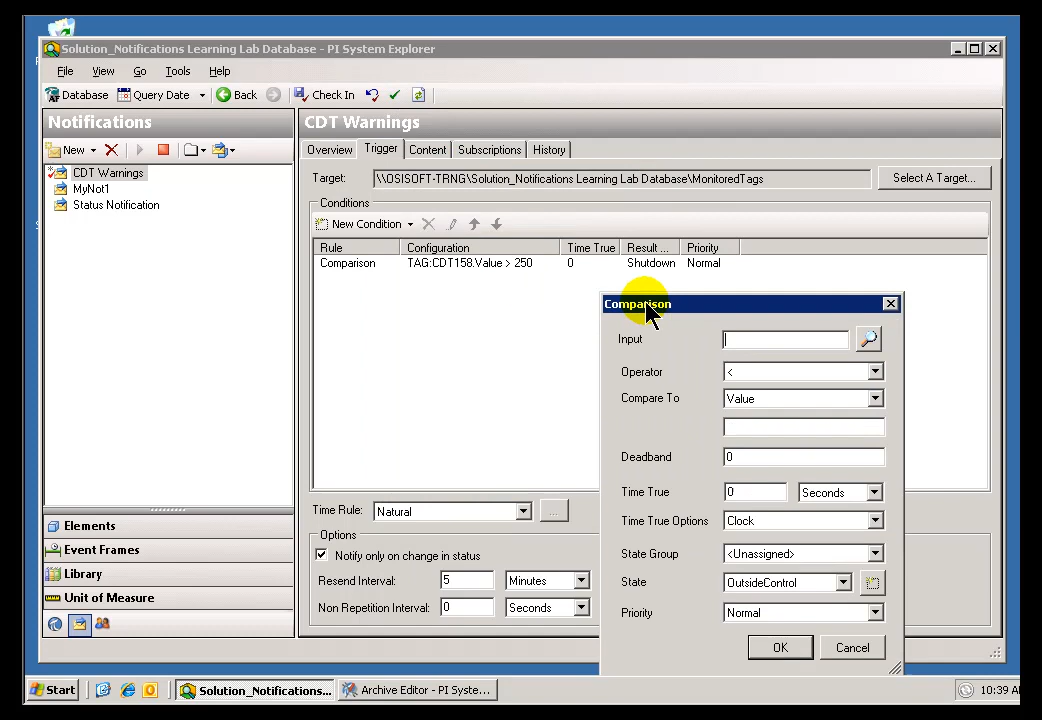 Solution_Notifications Learning Lab Database - PI System Explorer
File View Go Tools Help
Database Query Date Back Check In
Notifications
New
CDT Warnings
MyNot1
Status Notification
Elements
Event Frames
Library
Unit of Measure
CDT Warnings
Overview Trigger Content Subscriptions History
Target: \\OSISOFT-TRNG\Solution_Notifications Learning Lab Database\MonitoredTags Select A Target...
Conditions
New Condition
Rule Configuration Time True Result ... Priority
Comparison TAG:CDT158.Value > 250 0 Shutdown Normal
Time Rule: Natural ...
Options
Notify only on change in status
Resend Interval: 5 Minutes
Non Repetition Interval: 0 Seconds
Comparison
Input
Operator <
Compare To Value
Deadband 0
Time True 0 Seconds
Time True Options Clock
State Group <Unassigned>
State OutsideControl
Priority Normal
OK Cancel
Start Solution_Notifications... Archive Editor - PI Syste... 10:39